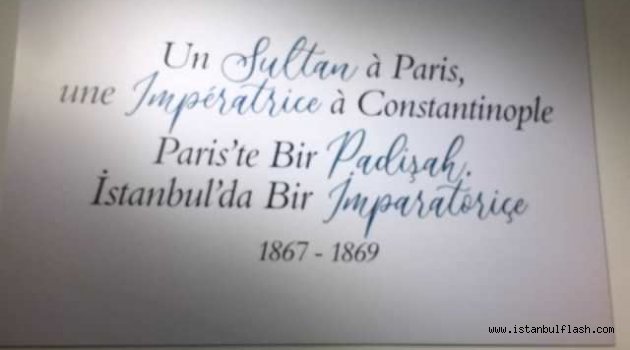 Un Sultan à Paris,
une Impératrice à Constantinople
Paris'te Bir Padişah,
İstanbul'da Bir İmparatoriçe
1867 - 1869
www.istanbulflash.com